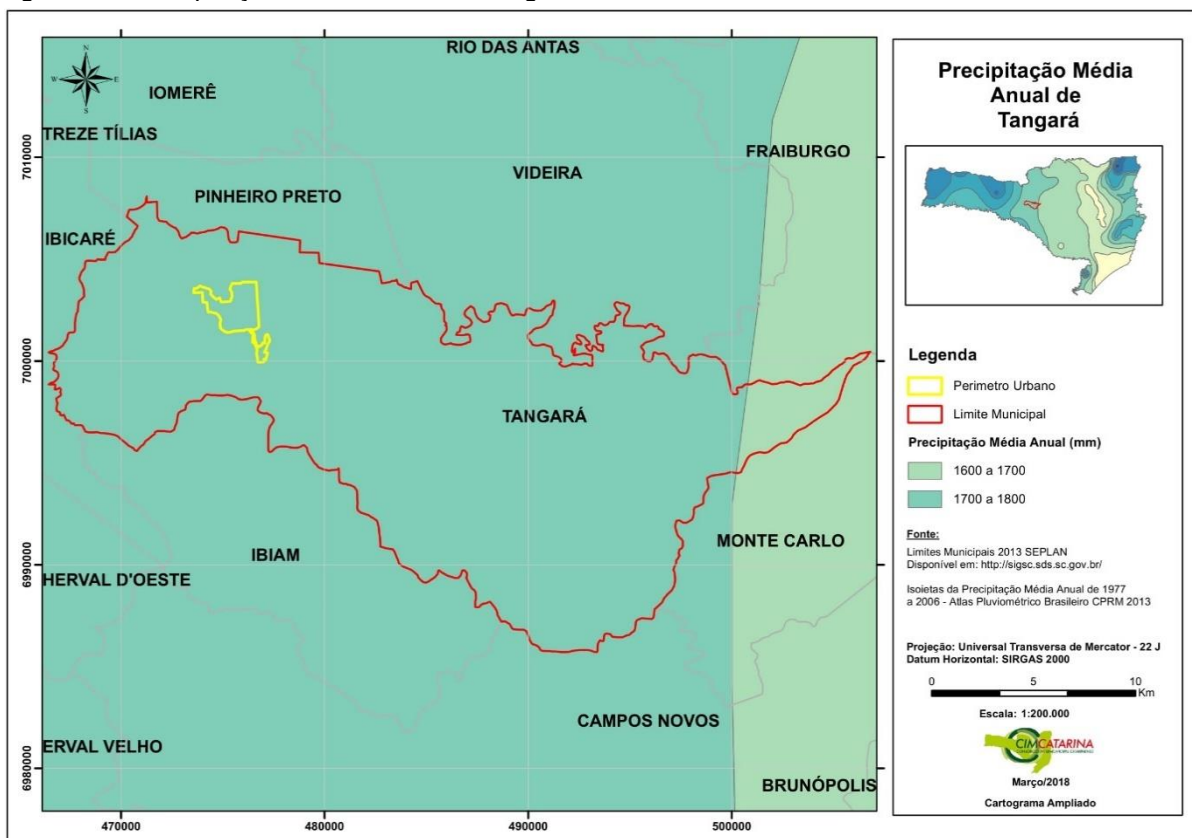 RIO DAS ANTAS
N
W
E
S
IOMERÊ
TREZE TÍLIAS
FRAIBURGO
VIDEIRA
PINHEIRO PRETO
IBICARÉ
TANGARÁ
MONTE CARLO
IBIAM
HERVAL D'OESTE
CAMPOS NOVOS
ERVAL VELHO
BRUNÓPOLIS
7010000
7000000
6990000
6980000
470000
480000
490000
500000
Precipitação Média
Anual de
Tangará
Legenda
Perimetro Urbano
Limite Municipal
Precipitação Média Anual (mm)
1600 a 1700
1700 a 1800
Fonte:
Limites Municipais 2013 SEPLAN
Disponível em: http://sigsc.sds.sc.gov.br/
Isoietas da Precipitação Média Anual de 1977
a 2006 - Atlas Pluviométrico Brasileiro CPRM 2013
Projeção: Universal Transversa de Mercator - 22 J
Datum Horizontal: SIRGAS 2000
0 5 10
Km
Escala: 1:200.000
CIMCATARINA
Março/2018
Cartograma Ampliado